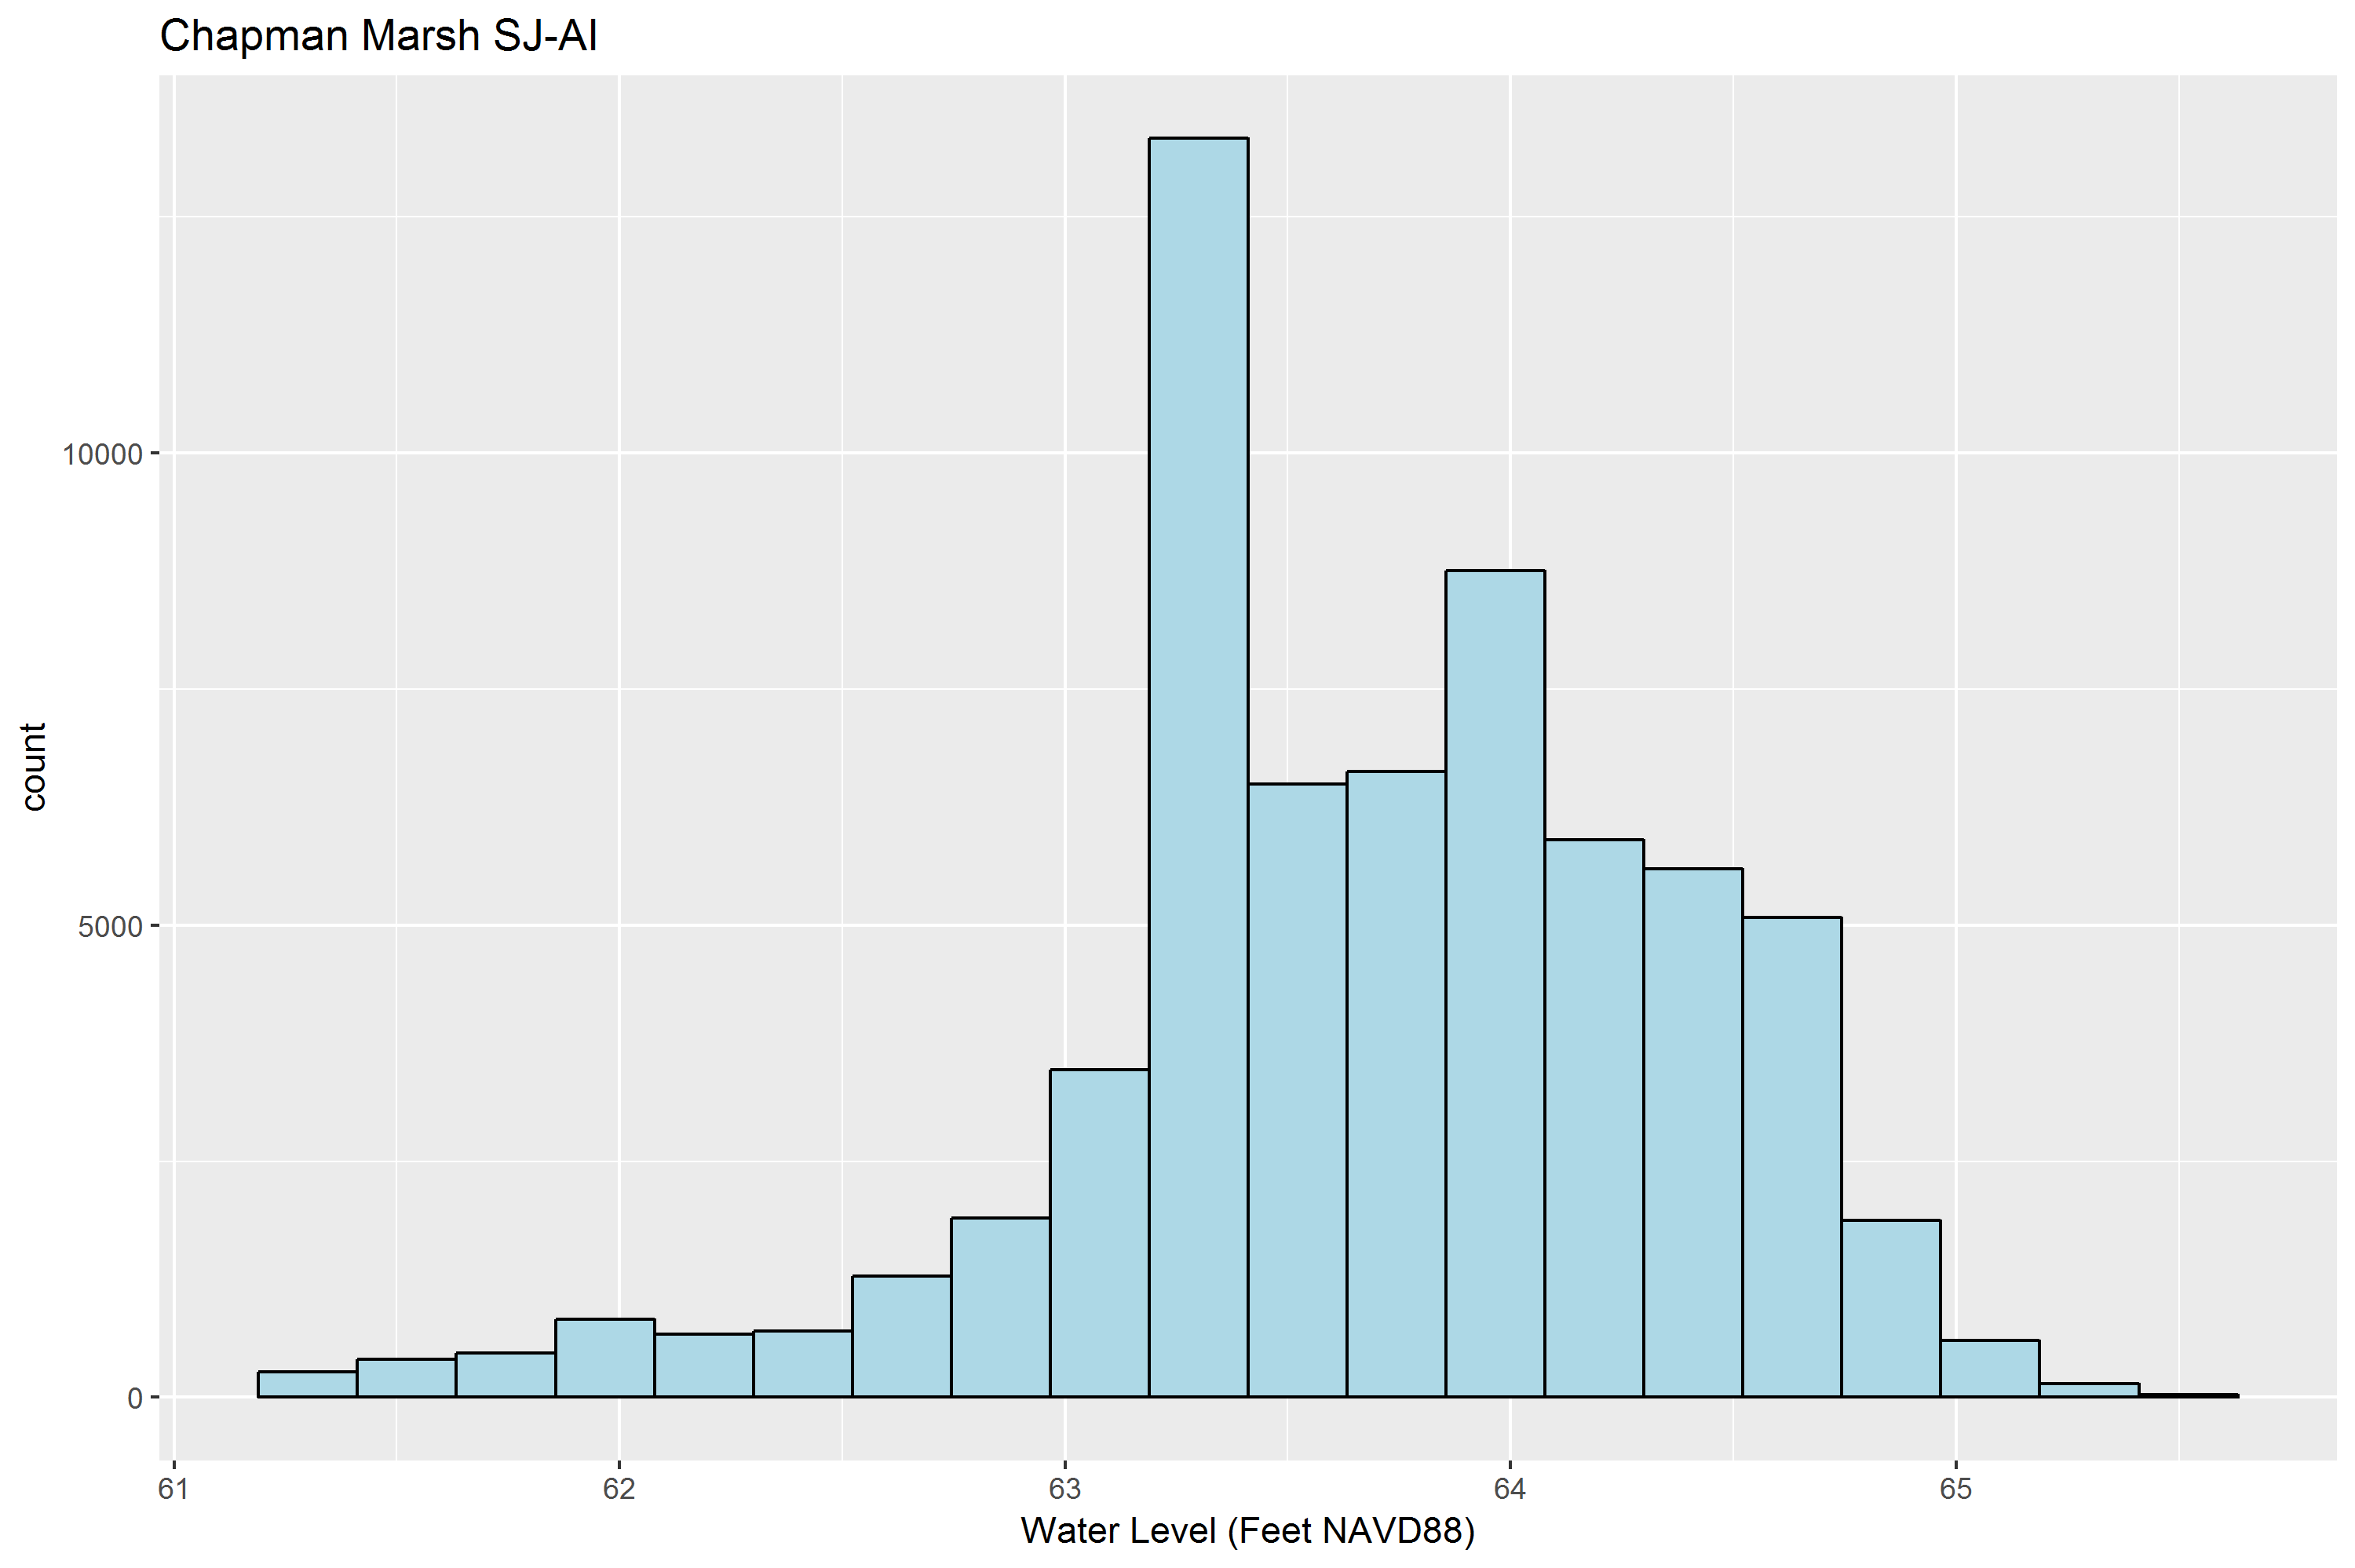 Chapman Marsh SJ-AI
count
10000
5000
0
61 62 63 64 65
Water Level (Feet NAVD88)